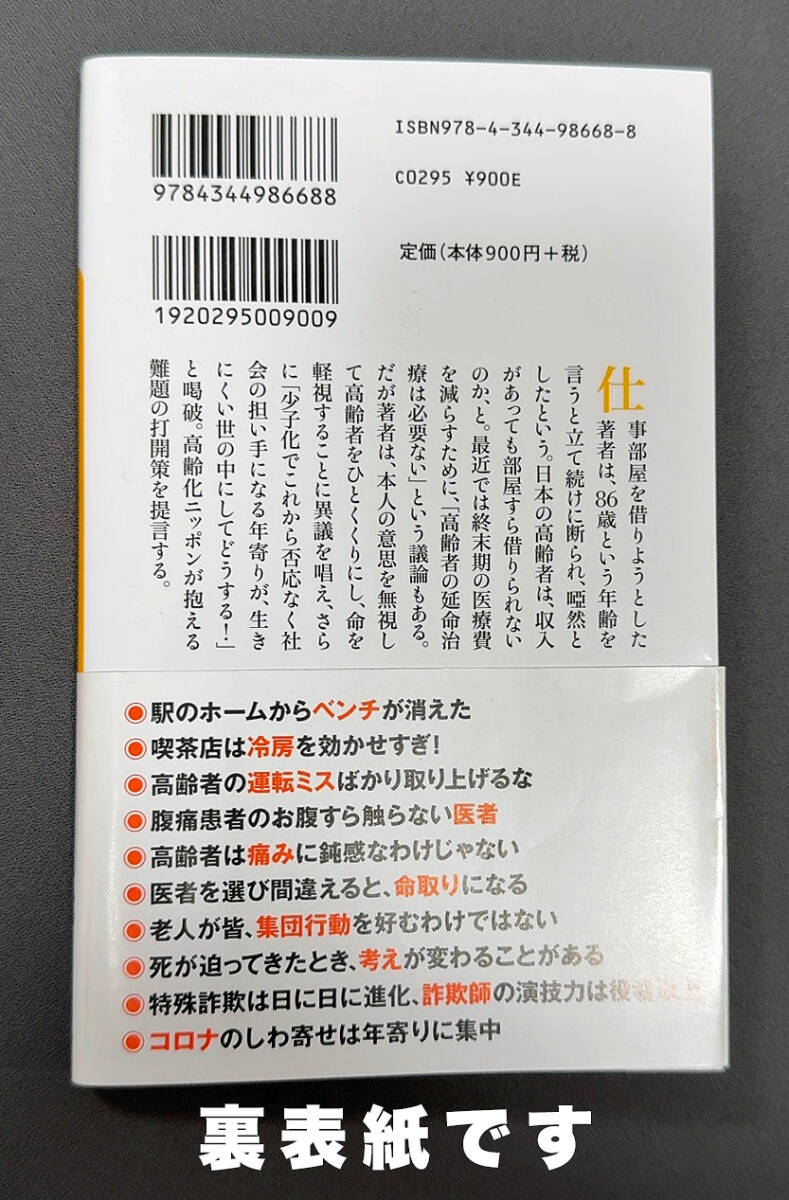 ISBN978-4-344-98668-8
9784344986688
C0295 ¥900E
定価(本体900円+税)
1920295009009
仕事部屋を借りようとした
著者は、86歳という年齢を
言うと立て続けに断られ、啞然と
したという。日本の高齢者は、収入
があっても部屋すら借りられない
のか、と。最近では終末期の医療費
を減らすために、「高齢者の延命治
療は必要ない」という議論もある。
だが著者は、本人の意思を無視し
て高齢者をひとくくりにし、命を
軽視することに異議を唱え、さら
に「少子化でこれから否応なく社
会の担い手になる年寄りが、生き
にくい世の中にしてどうする！」
と喝破。高齢化ニッポンが抱える
難題の打開策を提言する。
●駅のホームからベンチが消えた
●喫茶店は冷房を効かせすぎ！
●高齢者の運転ミスばかり取り上げるな
●腹痛患者のお腹すら触らない医者
●高齢者は痛みに鈍感なわけじゃない
●医者を選び間違えると、命取りになる
●老人が皆、集団行動を好むわけではない
●死が迫ってきたとき、考えが変わることがある
●特殊詐欺は日に日に進化、詐欺師の演技力は役者
●コロナのしわ寄せは年寄りに集中
裏表紙です